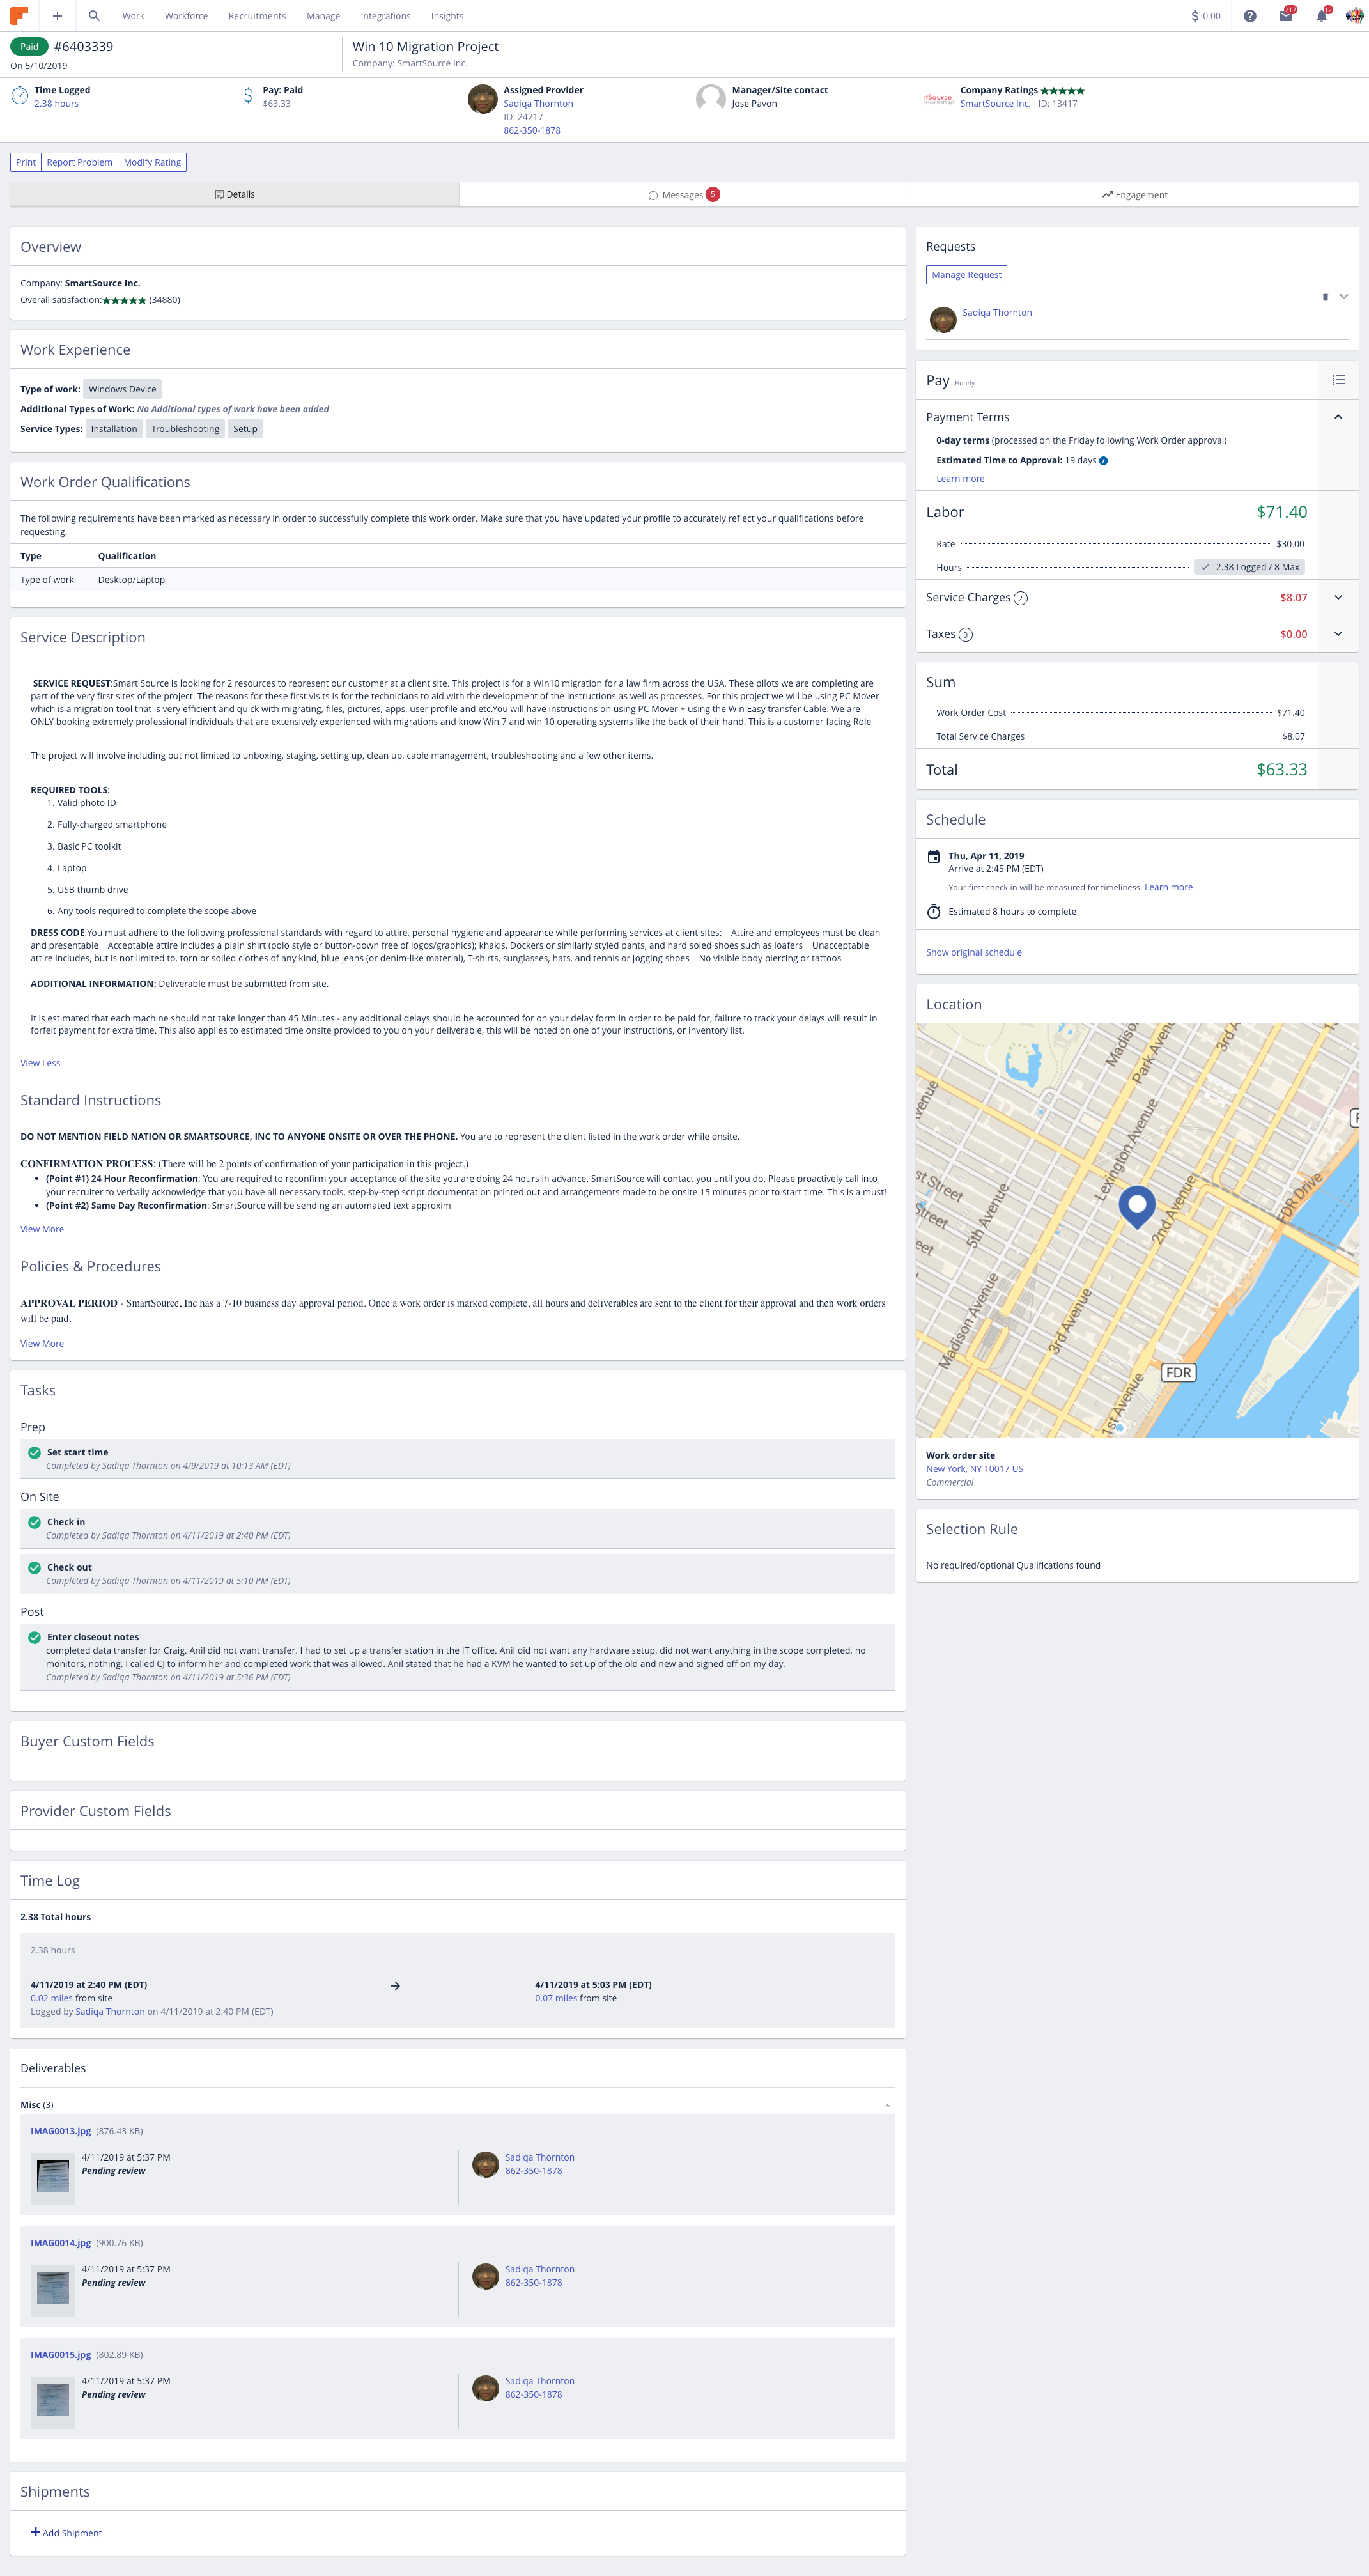 Work Workforce Recruitments Manage Integrations Insights
$ 0.00 217 12
Paid #6403339
On 5/10/2019
Win 10 Migration Project
Company: SmartSource Inc.
Time Logged
2.38 hours
Pay: Paid
$63.33
Assigned Provider
Sadiqa Thornton
ID: 24217
862-350-1878
Manager/Site contact
Jose Pavon
Company Ratings
SmartSource Inc. ID: 13417
Print Report Problem Modify Rating
Details
Messages 5
Engagement
Overview
Company: SmartSource Inc.
Overall satisfaction: (34880)
Work Experience
Type of work: Windows Device
Additional Types of Work: No Additional types of work have been added
Service Types: Installation Troubleshooting Setup
Work Order Qualifications
The following requirements have been marked as necessary in order to successfully complete this work order. Make sure that you have updated your profile to accurately reflect your qualifications before
requesting.
Type Qualification
Type of work Desktop/Laptop
Service Description
SERVICE REQUEST:Smart Source is looking for 2 resources to represent our customer at a client site. This project is for a Win10 migration for a law firm across the USA. These pilots we are completing are
part of the very first sites of the project. The reasons for these first visits is for the technicians to aid with the development of the Instructions as well as processes. For this project we will be using PC Mover
which is a migration tool that is very efficient and quick with migrating, files, pictures, apps, user profile and etc.You will have instructions on using PC Mover + using the Win Easy transfer Cable. We are
ONLY booking extremely professional individuals that are extensively experienced with migrations and know Win 7 and win 10 operating systems like the back of their hand. This is a customer facing Role
The project will involve including but not limited to unboxing, staging, setting up, clean up, cable management, troubleshooting and a few other items.
REQUIRED TOOLS:
1. Valid photo ID
2. Fully-charged smartphone
3. Basic PC toolkit
4. Laptop
5. USB thumb drive
6. Any tools required to complete the scope above
DRESS CODE:You must adhere to the following professional standards with regard to attire, personal hygiene and appearance while performing services at client sites: Attire and employees must be clean
and presentable Acceptable attire includes a plain shirt (polo style or button-down free of logos/graphics); khakis, Dockers or similarly styled pants, and hard soled shoes such as loafers Unacceptable
attire includes, but is not limited to, torn or soiled clothes of any kind, blue jeans (or denim-like material), T-shirts, sunglasses, hats, and tennis or jogging shoes No visible body piercing or tattoos
ADDITIONAL INFORMATION: Deliverable must be submitted from site.
It is estimated that each machine should not take longer than 45 Minutes - any additional delays should be accounted for on your delay form in order to be paid for, failure to track your delays will result in
forfeit payment for extra time. This also applies to estimated time onsite provided to you on your deliverable, this will be noted on one of your instructions, or inventory list.
View Less
Standard Instructions
DO NOT MENTION FIELD NATION OR SMARTSOURCE, INC TO ANYONE ONSITE OR OVER THE PHONE. You are to represent the client listed in the work order while onsite.
CONFIRMATION PROCESS: (There will be 2 points of confirmation of your participation in this project.)
• (Point #1) 24 Hour Reconfirmation: You are required to reconfirm your acceptance of the site you are doing 24 hours in advance. SmartSource will contact you until you do. Please proactively call into
your recruiter to verbally acknowledge that you have all necessary tools, step-by-step script documentation printed out and arrangements made to be onsite 15 minutes prior to start time. This is a must!
• (Point #2) Same Day Reconfirmation: SmartSource will be sending an automated text approxim
View More
Policies & Procedures
APPROVAL PERIOD - SmartSource, Inc has a 7-10 business day approval period. Once a work order is marked complete, all hours and deliverables are sent to the client for their approval and then work orders
will be paid.
View More
Tasks
Prep
Set start time
Completed by Sadiqa Thornton on 4/9/2019 at 10:13 AM (EDT)
On Site
Check in
Completed by Sadiqa Thornton on 4/11/2019 at 2:40 PM (EDT)
Check out
Completed by Sadiqa Thornton on 4/11/2019 at 5:10 PM (EDT)
Post
Enter closeout notes
completed data transfer for Craig. Anil did not want transfer. I had to set up a transfer station in the IT office. Anil did not want any hardware setup, did not want anything in the scope completed, no
monitors, nothing. I called CJ to inform her and completed work that was allowed. Anil stated that he had a KVM he wanted to set up of the old and new and signed off on my day.
Completed by Sadiqa Thornton on 4/11/2019 at 5:36 PM (EDT)
Buyer Custom Fields
Provider Custom Fields
Time Log
2.38 Total hours
2.38 hours
4/11/2019 at 2:40 PM (EDT)
0.02 miles from site
Logged by Sadiqa Thornton on 4/11/2019 at 2:40 PM (EDT)
4/11/2019 at 5:03 PM (EDT)
0.07 miles from site
Deliverables
Misc (3)
IMAG0013.jpg (876.43 KB)
4/11/2019 at 5:37 PM
Pending review
Sadiqa Thornton
862-350-1878
IMAG0014.jpg (900.76 KB)
4/11/2019 at 5:37 PM
Pending review
Sadiqa Thornton
862-350-1878
IMAG0015.jpg (802.89 KB)
4/11/2019 at 5:37 PM
Pending review
Sadiqa Thornton
862-350-1878
Shipments
Add Shipment
Requests
Manage Request
Sadiqa Thornton
Pay Hourly
Payment Terms
0-day terms (processed on the Friday following Work Order approval)
Estimated Time to Approval: 19 days
Learn more
Labor $71.40
Rate $30.00
Hours 2.38 Logged / 8 Max
Service Charges 2 $8.07
Taxes 0 $0.00
Sum
Work Order Cost $71.40
Total Service Charges $8.07
Total $63.33
Schedule
Thu, Apr 11, 2019
Arrive at 2:45 PM (EDT)
Your first check in will be measured for timeliness. Learn more
Estimated 8 hours to complete
Show original schedule
Location
Park Avenue
Lexington Avenue
5th Avenue
2nd Avenue
FDR Drive
Madison Avenue
3rd Avenue
1st Avenue
FDR
Work order site
New York, NY 10017 US
Commercial
Selection Rule
No required/optional Qualifications found